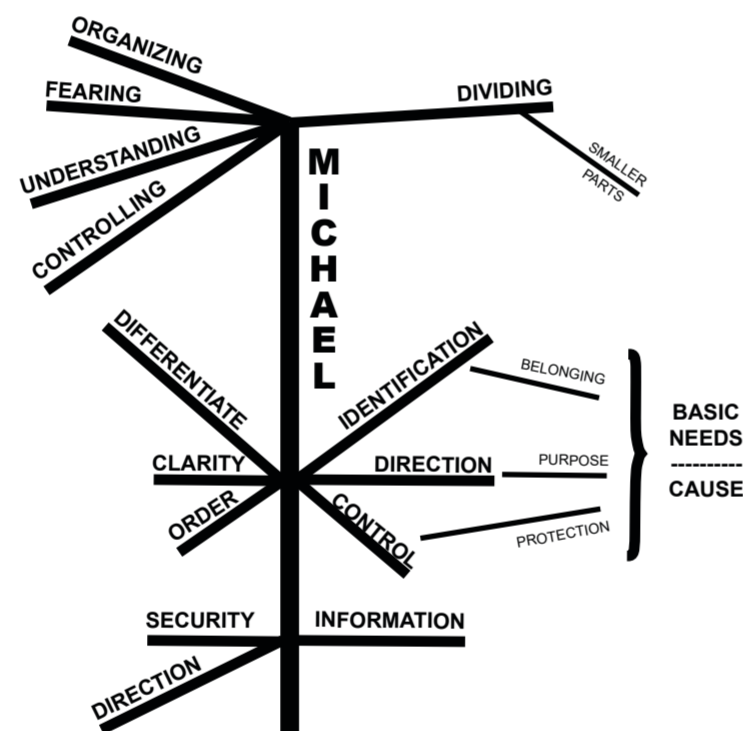 ORGANIZING
FEARING
UNDERSTANDING
CONTROLLING
DIVIDING
SMALLER
PARTS
MICHAEL
DIFFERENTIATE
CLARITY
ORDER
IDENTIFICATION
DIRECTION
CONTROL
BELONGING
PURPOSE
PROTECTION
BASIC
NEEDS
----------
CAUSE
SECURITY
INFORMATION
DIRECTION